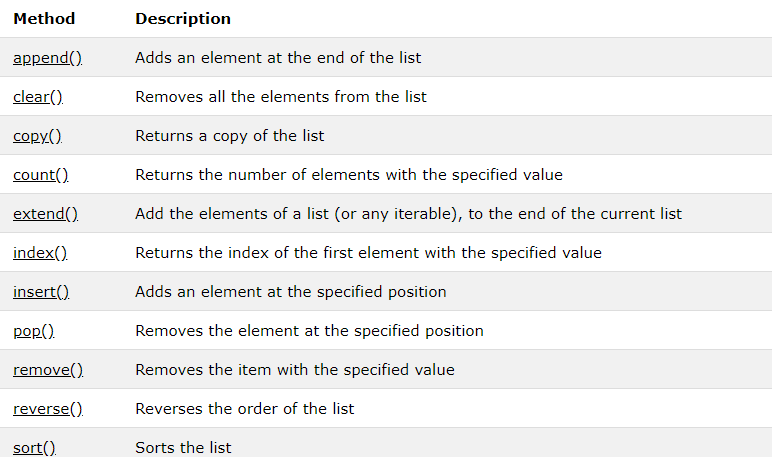 Method Description
append() Adds an element at the end of the list
clear() Removes all the elements from the list
copy() Returns a copy of the list
count() Returns the number of elements with the specified value
extend() Add the elements of a list (or any iterable), to the end of the current list
index() Returns the index of the first element with the specified value
insert() Adds an element at the specified position
pop() Removes the element at the specified position
remove() Removes the item with the specified value
reverse() Reverses the order of the list
sort() Sorts the list